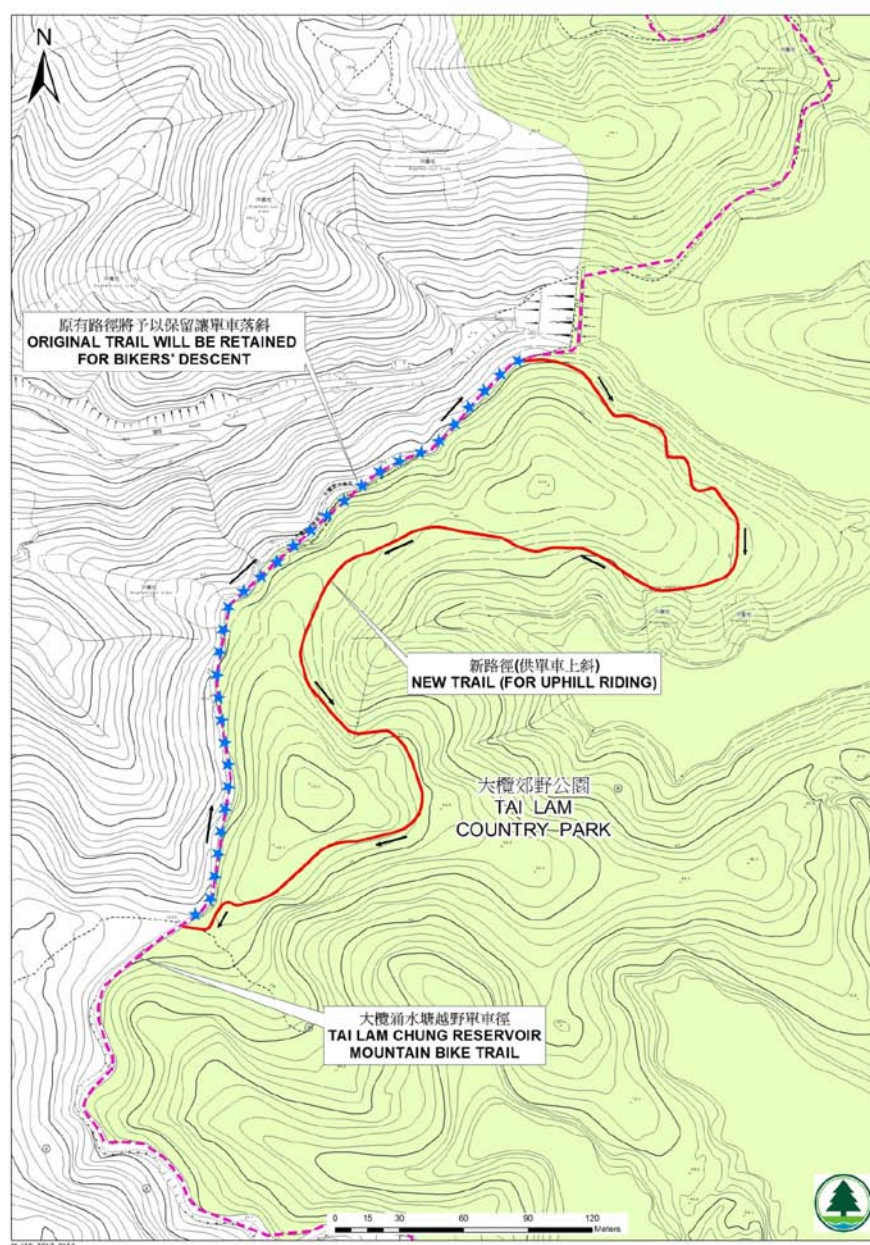 N
原有路徑將予以保留讓單車落斜
ORIGINAL TRAIL WILL BE RETAINED
FOR BIKERS' DESCENT
新路徑(供單車上斜)
NEW TRAIL (FOR UPHILL RIDING)
大欖郊野公園
TAI LAM
COUNTRY PARK
大欖涌水塘越野單車徑
TAI LAM CHUNG RESERVOIR
MOUNTAIN BIKE TRAIL
0 15 30 60 90 120
Meters